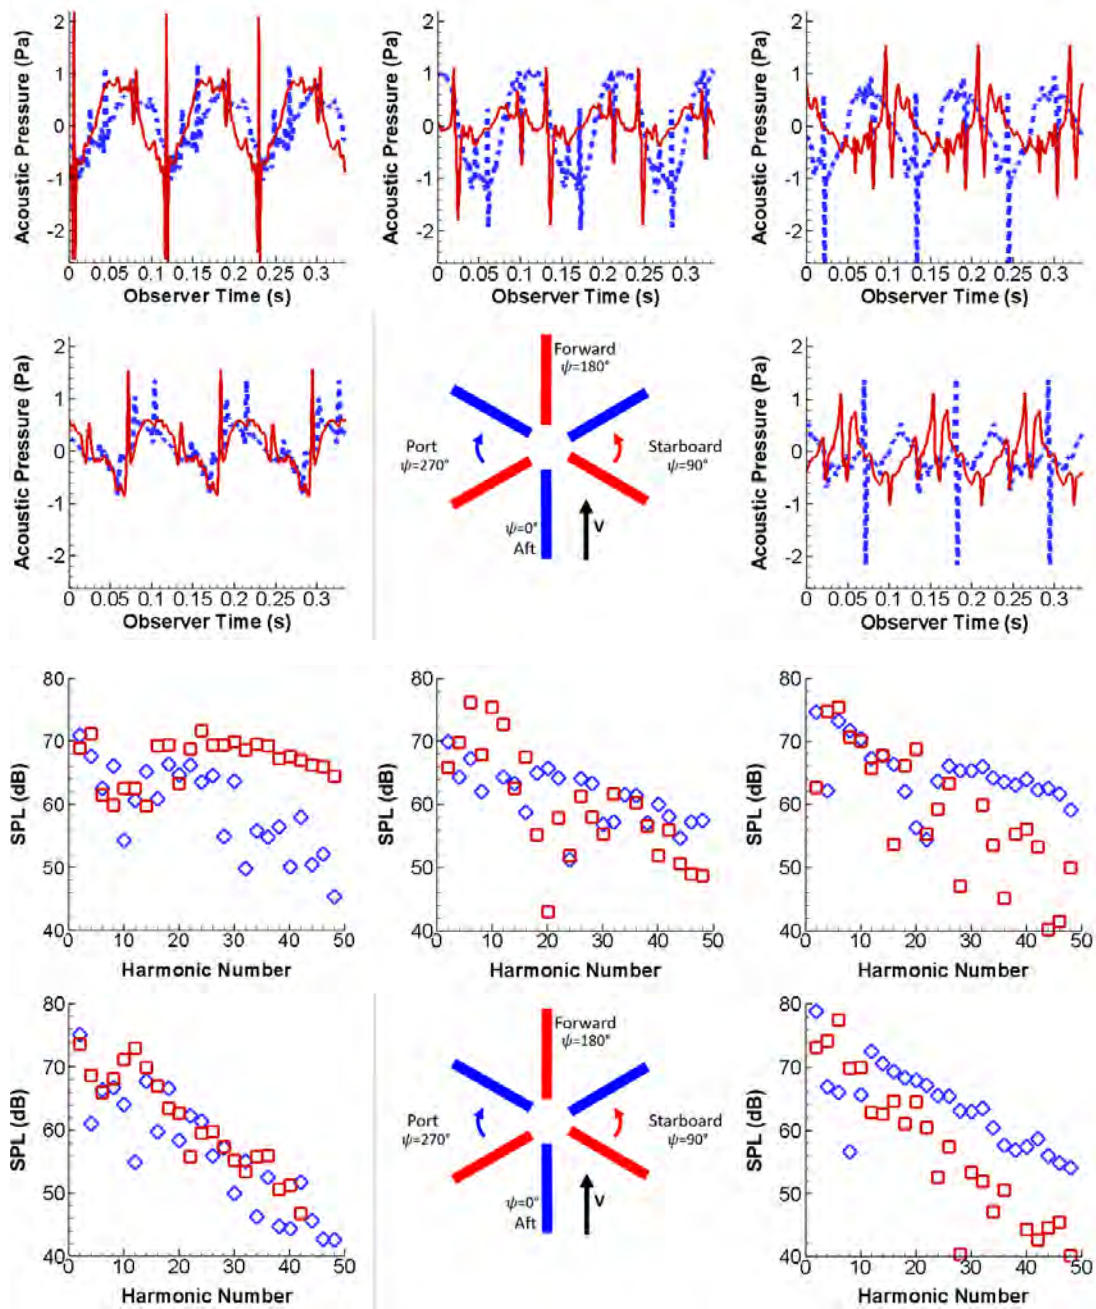 2
1
0
-1
-2
Acoustic Pressure (Pa)
0 0.05 0.1 0.15 0.2 0.25 0.3
Observer Time (s)
2
1
0
-1
-2
Acoustic Pressure (Pa)
0 0.05 0.1 0.15 0.2 0.25 0.3
Observer Time (s)
2
1
0
-1
-2
Acoustic Pressure (Pa)
0 0.05 0.1 0.15 0.2 0.25 0.3
Observer Time (s)
2
1
0
-1
-2
Acoustic Pressure (Pa)
0 0.05 0.1 0.15 0.2 0.25 0.3
Observer Time (s)
Forward
ψ=180°
Port
ψ=270°
Starboard
ψ=90°
ψ=0°
Aft
V
2
1
0
-1
-2
Acoustic Pressure (Pa)
0 0.05 0.1 0.15 0.2 0.25 0.3
Observer Time (s)
80
70
60
50
40
SPL (dB)
0 10 20 30 40 50
Harmonic Number
80
70
60
50
40
SPL (dB)
0 10 20 30 40 50
Harmonic Number
80
70
60
50
40
SPL (dB)
0 10 20 30 40 50
Harmonic Number
80
70
60
50
40
SPL (dB)
0 10 20 30 40 50
Harmonic Number
Forward
ψ=180°
Port
ψ=270°
Starboard
ψ=90°
ψ=0°
Aft
V
80
70
60
50
40
SPL (dB)
0 10 20 30 40 50
Harmonic Number